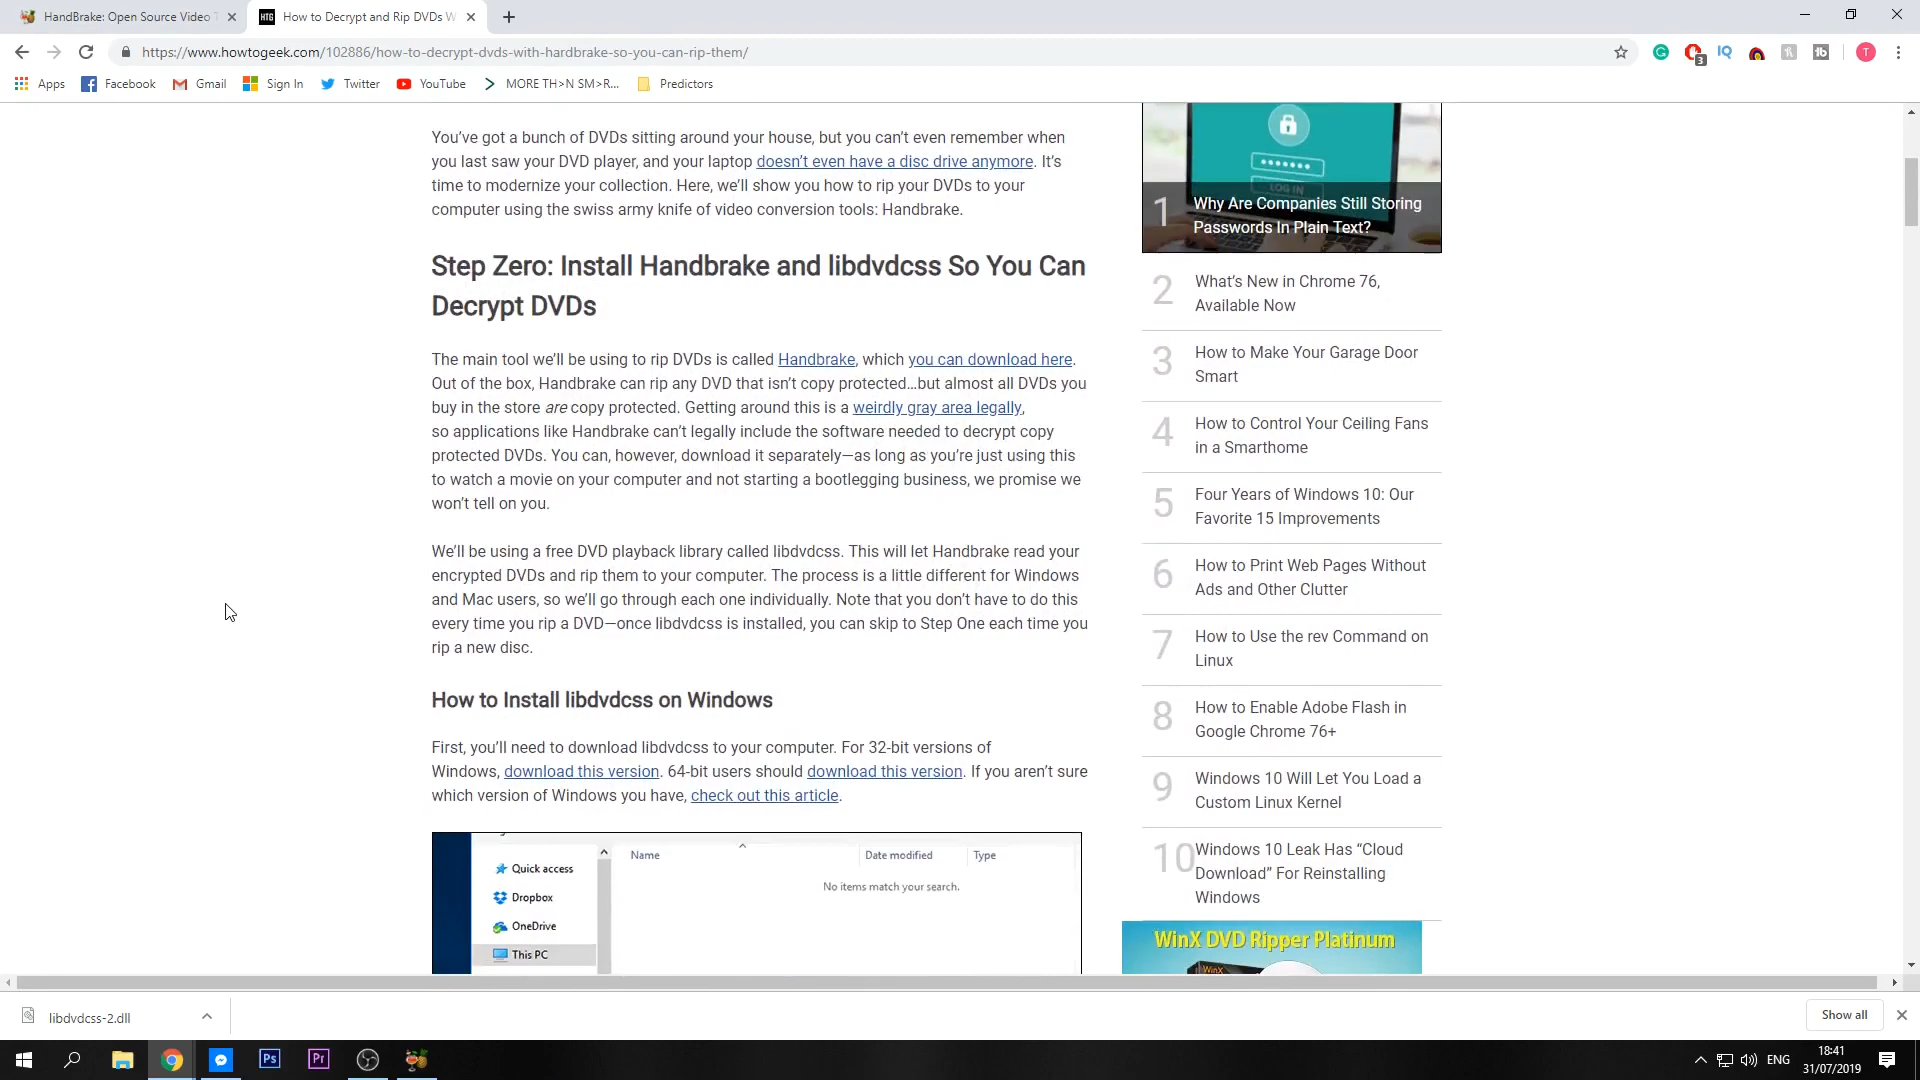 HandBrake: Open Source Video T
How to Decrypt and Rip DVDs W
https://www.howtogeek.com/102886/how-to-decrypt-dvds-with-hardbrake-so-you-can-rip-them/
3
T
Apps
Facebook
Gmail
Sign In
Twitter
YouTube
MORE TH>N SM>R...
Predictors
You've got a bunch of DVDs sitting around your house, but you can't even remember when
you last saw your DVD player, and your laptop doesn't even have a disc drive anymore. It's
time to modernize your collection. Here, we'll show you how to rip your DVDs to your
computer using the swiss army knife of video conversion tools: Handbrake.
Step Zero: Install Handbrake and libdvdcss So You Can
Decrypt DVDs
The main tool we'll be using to rip DVDs is called Handbrake, which you can download here.
Out of the box, Handbrake can rip any DVD that isn't copy protected…but almost all DVDs you
buy in the store are copy protected. Getting around this is a weirdly gray area legally,
so applications like Handbrake can't legally include the software needed to decrypt copy
protected DVDs. You can, however, download it separately—as long as you're just using this
to watch a movie on your computer and not starting a bootlegging business, we promise we
won't tell on you.
We'll be using a free DVD playback library called libdvdcss. This will let Handbrake read your
encrypted DVDs and rip them to your computer. The process is a little different for Windows
and Mac users, so we'll go through each one individually. Note that you don't have to do this
every time you rip a DVD—once libdvdcss is installed, you can skip to Step One each time you
rip a new disc.
How to Install libdvdcss on Windows
First, you'll need to download libdvdcss to your computer. For 32-bit versions of
Windows, download this version. 64-bit users should download this version. If you aren't sure
which version of Windows you have, check out this article.
Name
Date modified
Type
No items match your search.
Quick access
Dropbox
OneDrive
This PC
LOG IN
1
Why Are Companies Still Storing
Passwords In Plain Text?
2
What's New in Chrome 76,
Available Now
3
How to Make Your Garage Door
Smart
4
How to Control Your Ceiling Fans
in a Smarthome
5
Four Years of Windows 10: Our
Favorite 15 Improvements
6
How to Print Web Pages Without
Ads and Other Clutter
7
How to Use the rev Command on
Linux
8
How to Enable Adobe Flash in
Google Chrome 76+
9
Windows 10 Will Let You Load a
Custom Linux Kernel
10
Windows 10 Leak Has “Cloud
Download” For Reinstalling
Windows
WinX DVD Ripper Platinum
WinX
libdvdcss-2.dll
Show all
Ps
Pr
ENG
18:41
31/07/2019